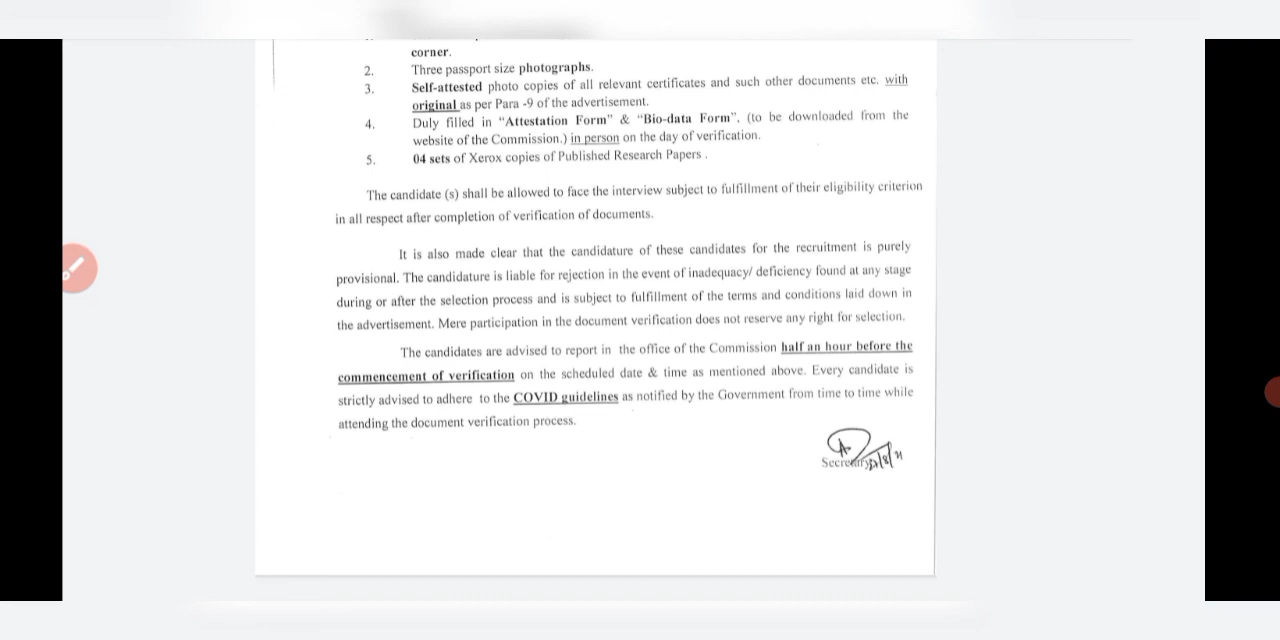 corner.
2. Three passport size photographs.
3. Self-attested photo copies of all relevant certificates and such other documents etc. with
original as per Para -9 of the advertisement.
4. Duly filled in “Attestation Form” & “Bio-data Form”, (to be downloaded from the
website of the Commission.) in person on the day of verification.
5. 04 sets of Xerox copies of Published Research Papers .
The candidate (s) shall be allowed to face the interview subject to fulfillment of their eligibility criterion
in all respect after completion of verification of documents.
It is also made clear that the candidature of these candidates for the recruitment is purely
provisional. The candidature is liable for rejection in the event of inadequacy/ deficiency found at any stage
during or after the selection process and is subject to fulfillment of the terms and conditions laid down in
the advertisement. Mere participation in the document verification does not reserve any right for selection.
The candidates are advised to report in the office of the Commission half an hour before the
commencement of verification on the scheduled date & time as mentioned above. Every candidate is
strictly advised to adhere to the COVID guidelines as notified by the Government from time to time while
attending the document verification process.
Secretary